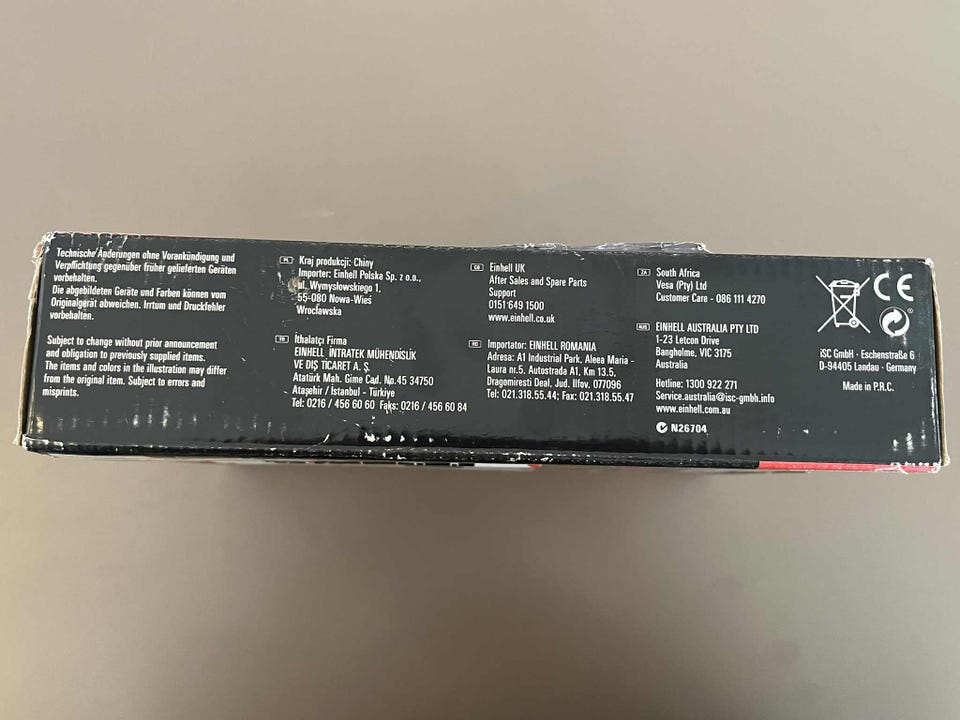 Technische Änderungen ohne Vorankündigung und
Verpflichtung gegenüber früher gelieferten Geräten
vorbehalten.
Die abgebildeten Geräte und Farben können vom
Originalgerät abweichen. Irrtum und Druckfehler
vorbehalten.
Subject to change without prior announcement
and obligation to previously supplied items.
The items and colors in the illustration may differ
from the original item. Subject to errors and
misprints.
PL Kraj produkcji: Chiny
Importer: Einhell Polska Sp. z o.o.,
ul. Wymysłowskiego 1,
55-080 Nowa-Wieś
Wrocławska
TR İthalatçı Firma
EINHELL İNTRATEK MÜHENDİSLİK
VE DIŞ TİCARET A. Ş.
Atatürk Mah. Gime Cad. No.45 34750
Ataşehir / İstanbul - Türkiye
Tel: 0216 / 456 60 60 Faks: 0216 / 456 60 84
GB Einhell UK
After Sales and Spare Parts
Support
0151 649 1500
www.einhell.co.uk
RO Importator: EINHELL ROMANIA
Adresa: A1 Industrial Park, Aleea Maria -
Laura nr.5, Autostrada A1, Km 13.5,
Dragomiresti Deal, Jud. Ilfov, 077096
Tel: 021.318.55.44; Fax: 021.318.55.47
ZA South Africa
Vesa (Pty) Ltd
Customer Care - 086 111 4270
AUS EINHELL AUSTRALIA PTY LTD
1-23 Letcon Drive
Bangholme, VIC 3175
Australia
Hotline: 1300 922 271
Service.australia@isc-gmbh.info
www.einhell.com.au
N26704
CE
iSC GmbH · Eschenstraße 6
D-94405 Landau · Germany
Made in P.R.C.